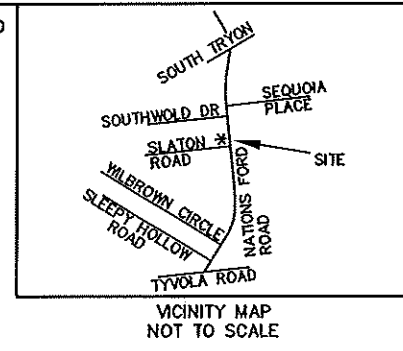 SOUTH TRYON
SEQUOIA
PLACE
SOUTHWOLD DR
SLATON
ROAD
*
SITE
WILBROWN CIRCLE
SLEEPY HOLLOW
ROAD
NATIONS FORD
ROAD
TYVOLA ROAD
VICINITY MAP
NOT TO SCALE